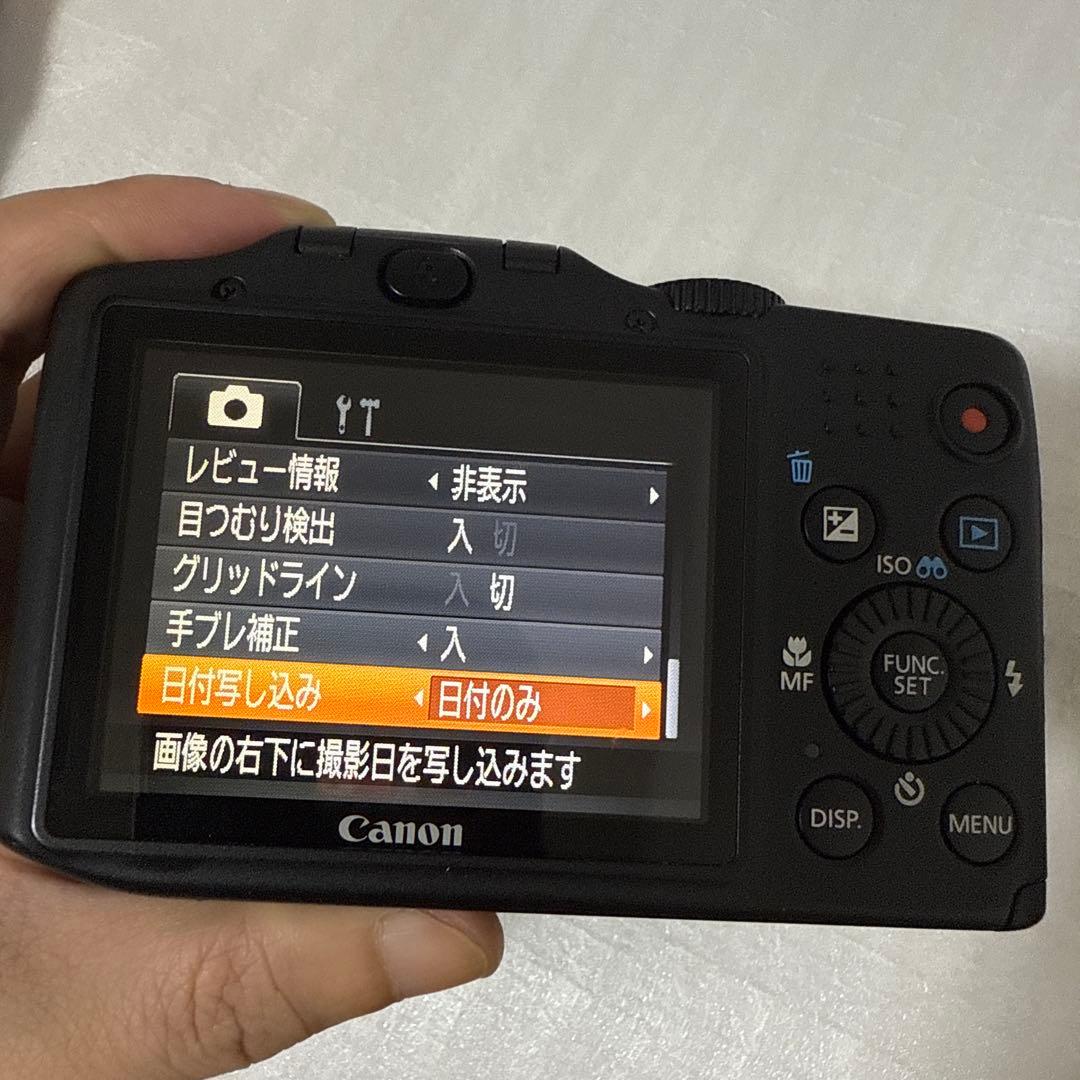 レビュー情報 非表示
目つむり検出 入 切
グリッドライン 入 切
手ブレ補正 入
日付写し込み 日付のみ
画像の右下に撮影日を写し込みます
Canon
ISO
MF
FUNC.
SET
DISP.
MENU